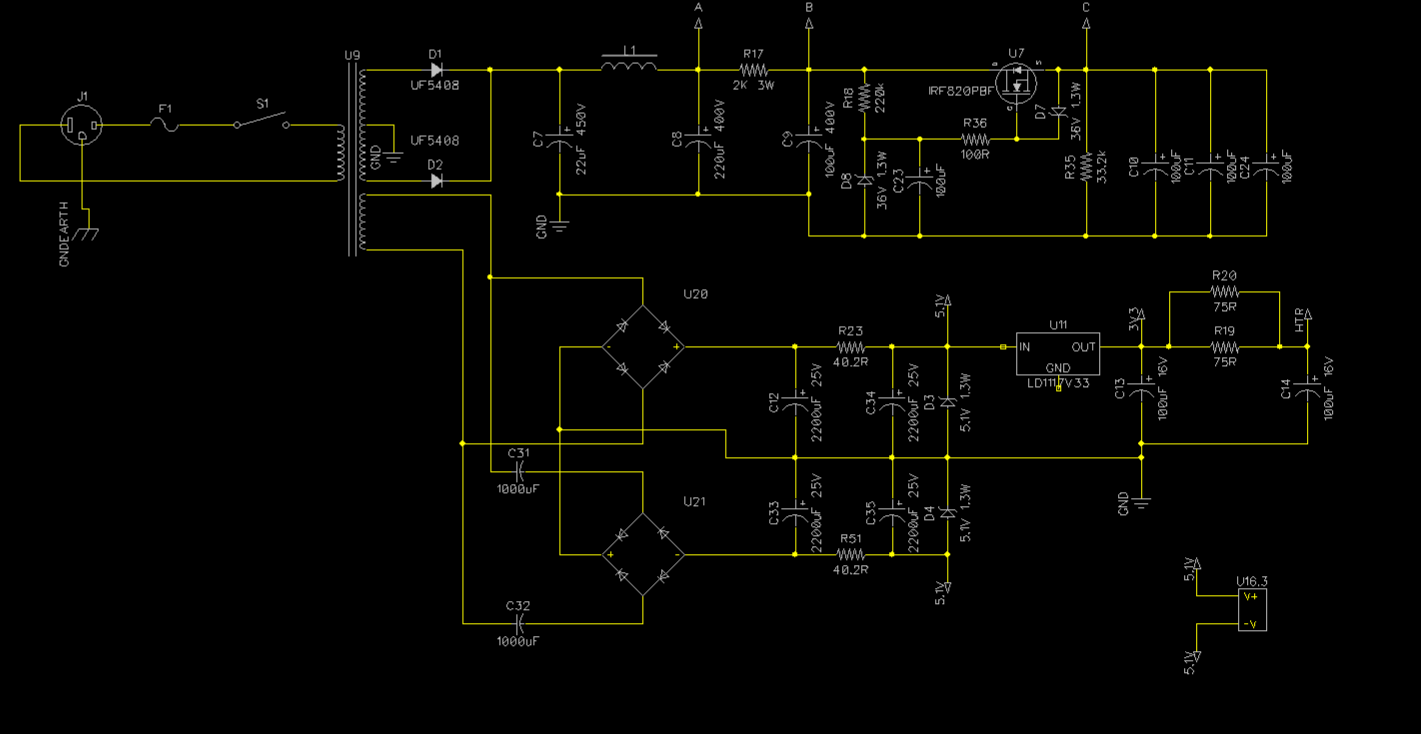 A
B
C
J1
F1
S1
U9
D1
UF5408
L1
R17
2K 3W
U7
IRF820PBF
UF5408
D2
GND
GNDEARTH
C7
22uF 450V
C8
220uF 400V
C9
100uF 400V
R18
220k
D8
36V 1.3W
C23
100uF
R36
100R
D7
36V 1.3W
R35
33.2k
C10
100uF
C11
100uF
C24
100uF
GND
U20
-
+
R23
40.2R
5.1V
U11
IN
OUT
GND
LD1117V33
3V3
R20
75R
R19
75R
HTR
C12
2200uF 25V
C34
2200uF 25V
D3
5.1V 1.3W
C13
100uF 16V
C14
100uF 16V
C31
1000uF
U21
+
-
C33
2200uF 25V
C35
2200uF 25V
D4
5.1V 1.3W
R51
40.2R
5.1V
GND
C32
1000uF
5.1V
U16.3
V+
-V
5.1V